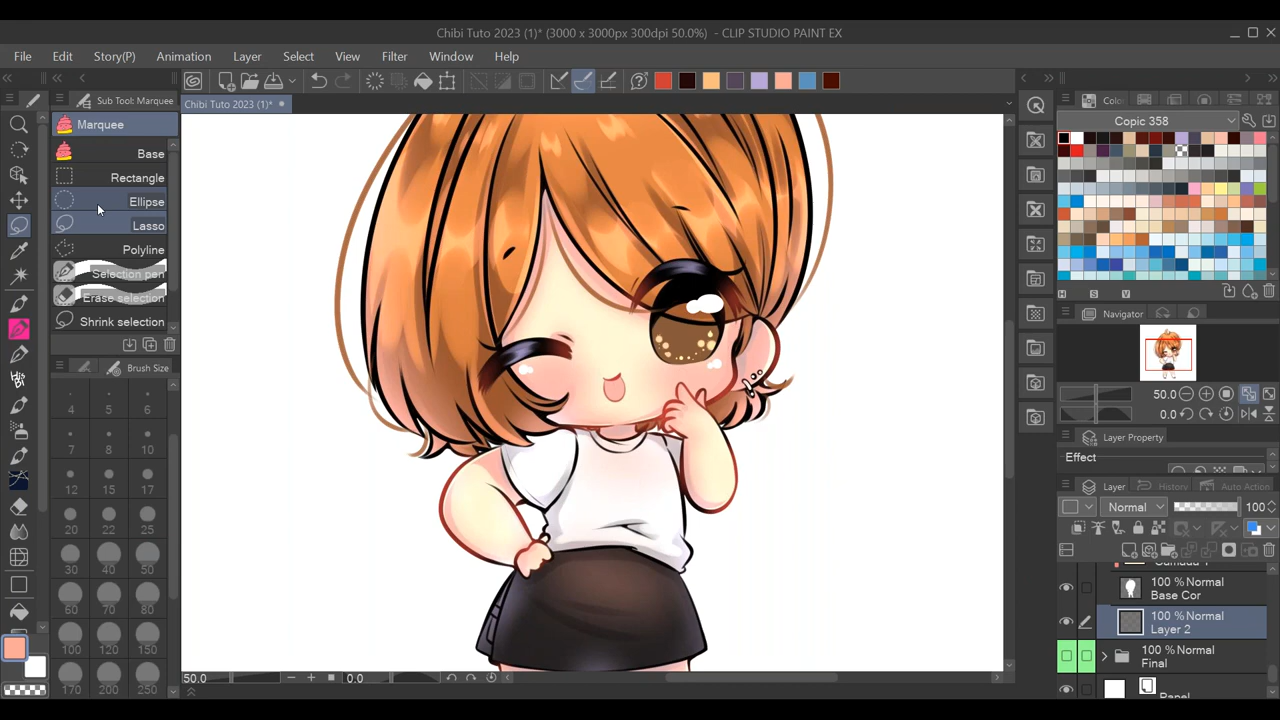 Chibi Tuto 2023 (1)* (3000 x 3000px 300dpi 50.0%) - CLIP STUDIO PAINT EX
File Edit Story(P) Animation Layer Select View Filter Window Help
Sub Tool: Marquee
Chibi Tuto 2023 (1)*
Marquee
Base
Rectangle
Ellipse
Lasso
Polyline
Selection pen
Erase selection
Shrink selection
Brush Size
4 5 6
7 8 10
12 15 17
20 22 25
30 40 50
60 70 80
100 120 150
170 200 250
50.0 0.0
Copic 358
H S V
Navigator
50.0
0.0
Layer Property
Effect
Layer History Auto Action
Normal 100
100 % Normal
Base Cor
100 % Normal
Layer 2
100 % Normal
Final